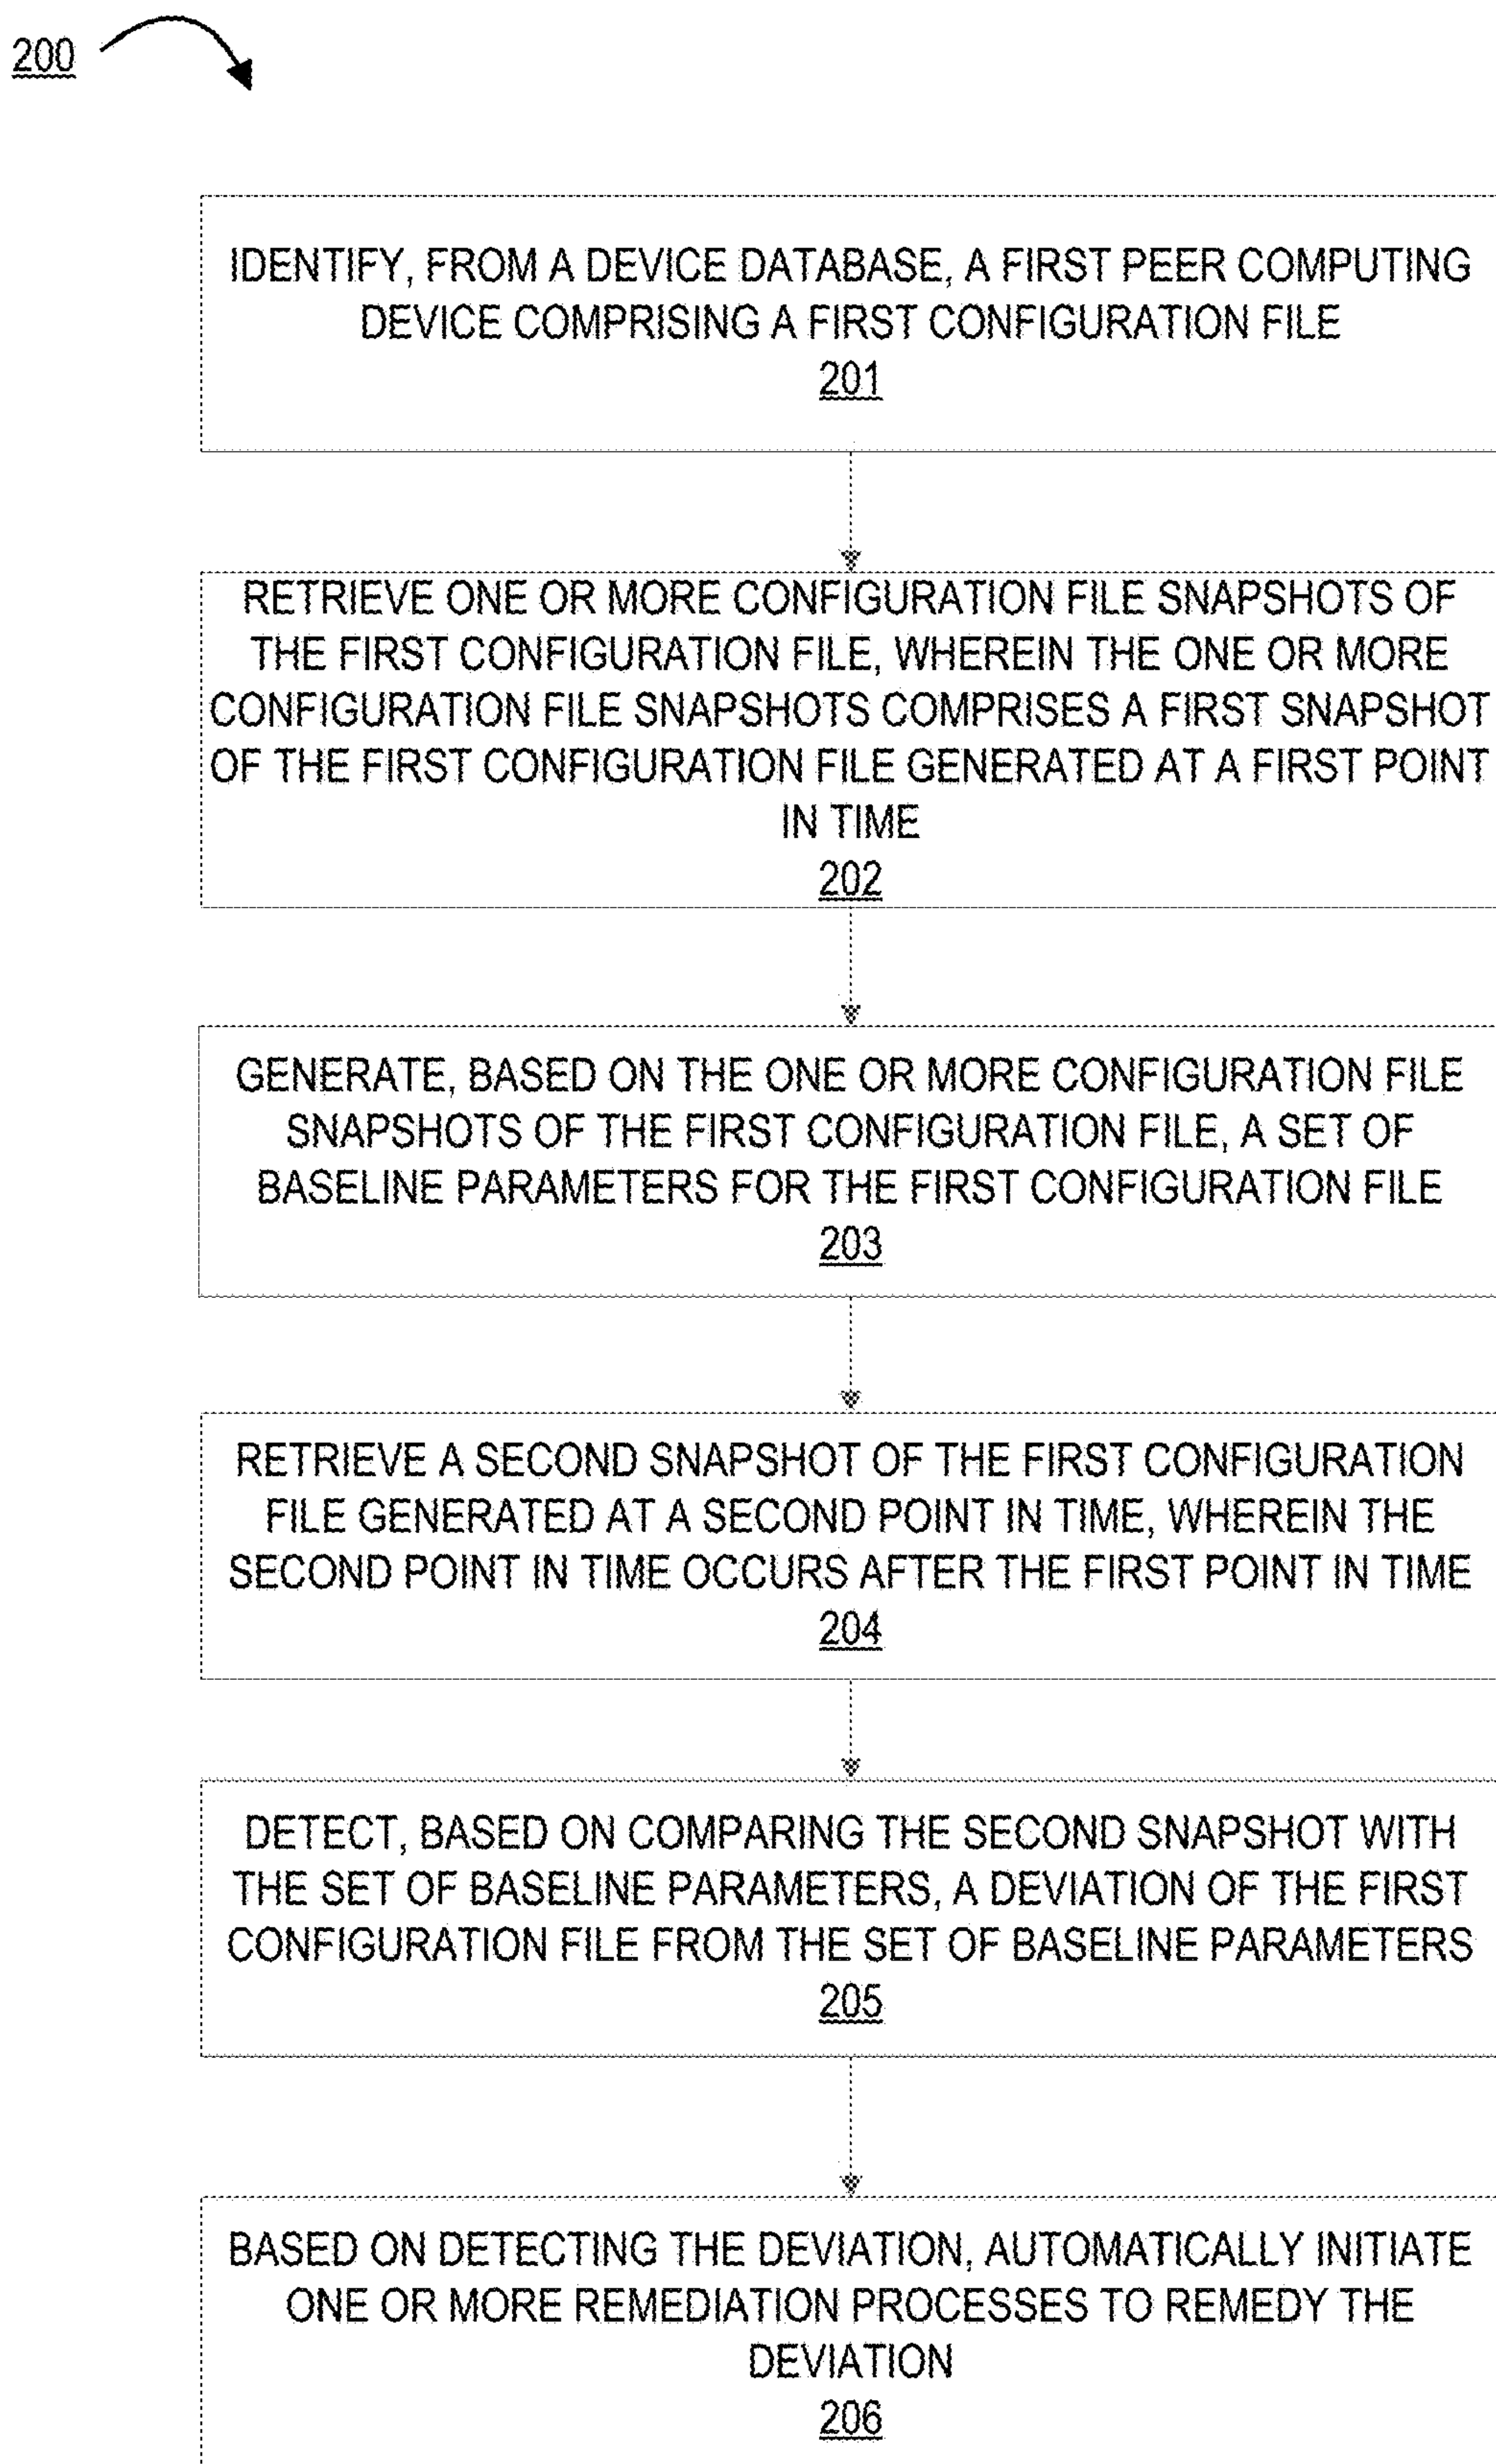 200
IDENTIFY, FROM A DEVICE DATABASE, A FIRST PEER COMPUTING
DEVICE COMPRISING A FIRST CONFIGURATION FILE
201
RETRIEVE ONE OR MORE CONFIGURATION FILE SNAPSHOTS OF
THE FIRST CONFIGURATION FILE, WHEREIN THE ONE OR MORE
CONFIGURATION FILE SNAPSHOTS COMPRISES A FIRST SNAPSHOT
OF THE FIRST CONFIGURATION FILE GENERATED AT A FIRST POINT
IN TIME
202
GENERATE, BASED ON THE ONE OR MORE CONFIGURATION FILE
SNAPSHOTS OF THE FIRST CONFIGURATION FILE, A SET OF
BASELINE PARAMETERS FOR THE FIRST CONFIGURATION FILE
203
RETRIEVE A SECOND SNAPSHOT OF THE FIRST CONFIGURATION
FILE GENERATED AT A SECOND POINT IN TIME, WHEREIN THE
SECOND POINT IN TIME OCCURS AFTER THE FIRST POINT IN TIME
204
DETECT, BASED ON COMPARING THE SECOND SNAPSHOT WITH
THE SET OF BASELINE PARAMETERS, A DEVIATION OF THE FIRST
CONFIGURATION FILE FROM THE SET OF BASELINE PARAMETERS
205
BASED ON DETECTING THE DEVIATION, AUTOMATICALLY INITIATE
ONE OR MORE REMEDIATION PROCESSES TO REMEDY THE
DEVIATION
206